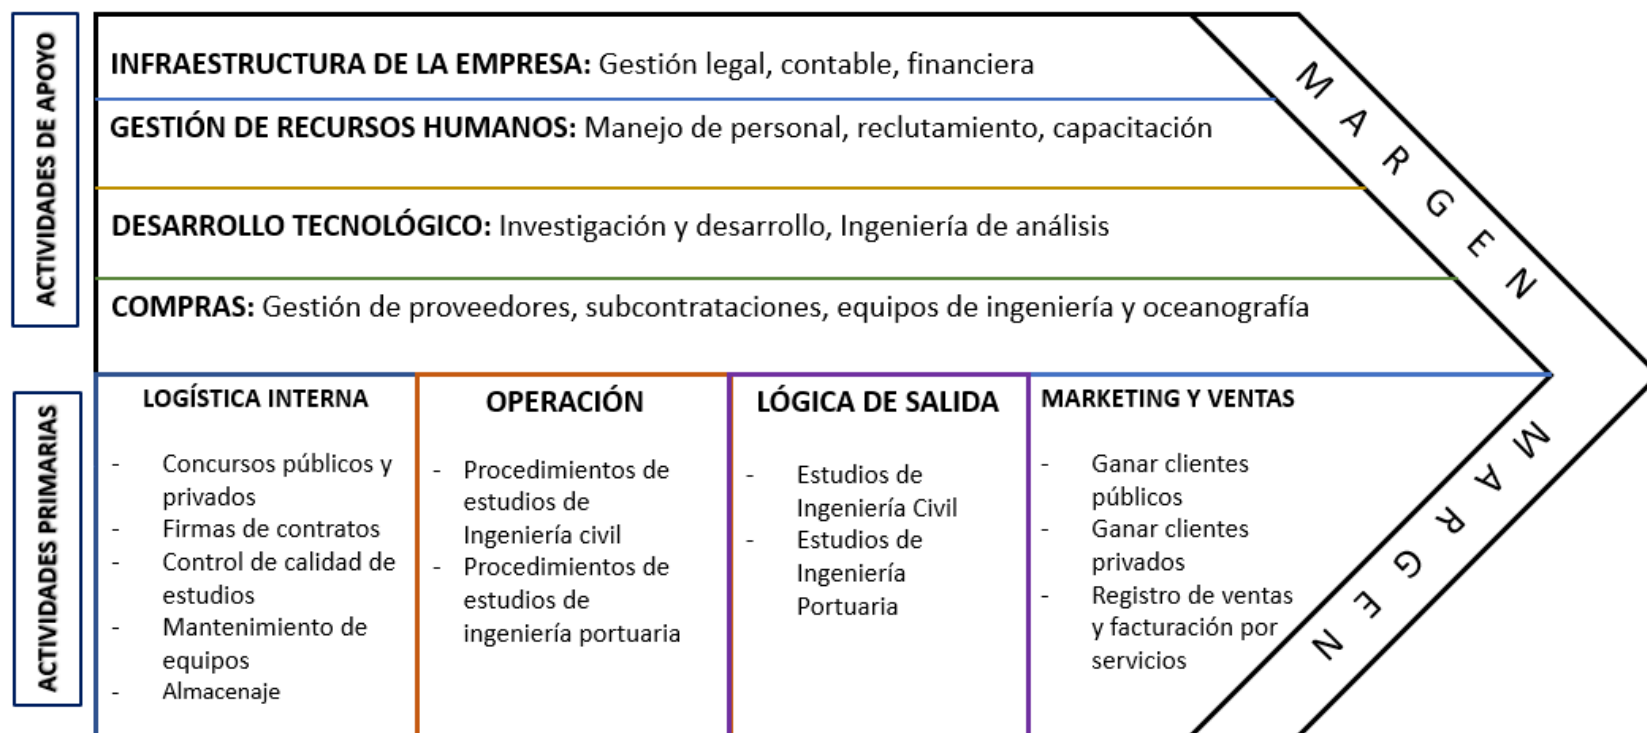 ACTIVIDADES DE APOYO
INFRAESTRUCTURA DE LA EMPRESA: Gestión legal, contable, financiera
GESTIÓN DE RECURSOS HUMANOS: Manejo de personal, reclutamiento, capacitación
DESARROLLO TECNOLÓGICO: Investigación y desarrollo, Ingeniería de análisis
COMPRAS: Gestión de proveedores, subcontrataciones, equipos de ingeniería y oceanografía
MARGEN
ACTIVIDADES PRIMARIAS
LOGÍSTICA INTERNA
- Concursos públicos y
privados
- Firmas de contratos
- Control de calidad de
estudios
- Mantenimiento de
equipos
- Almacenaje
OPERACIÓN
- Procedimientos de
estudios de
Ingeniería civil
- Procedimientos de
estudios de
ingeniería portuaria
LÓGICA DE SALIDA
- Estudios de
Ingeniería Civil
- Estudios de
Ingeniería
Portuaria
MARKETING Y VENTAS
- Ganar clientes
públicos
- Ganar clientes
privados
- Registro de ventas
y facturación por
servicios
MARGEN